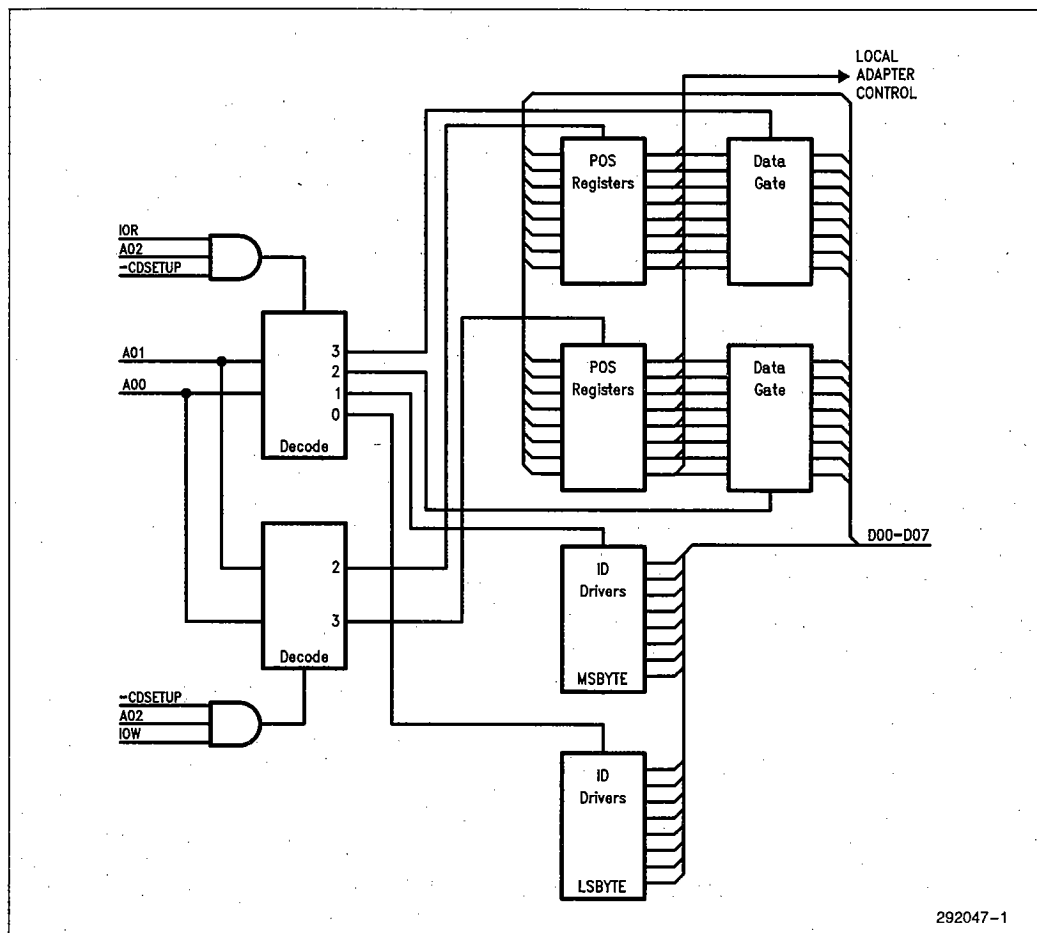 LOCAL
ADAPTER
CONTROL
POS
Registers
Data
Gate
IOR
A02
-CDSETUP
A01
A00
3
2
1
0
Decode
POS
Registers
Data
Gate
2
3
Decode
D00-D07
ID
Drivers
MSBYTE
-CDSETUP
A02
IOW
ID
Drivers
LSBYTE
292047-1